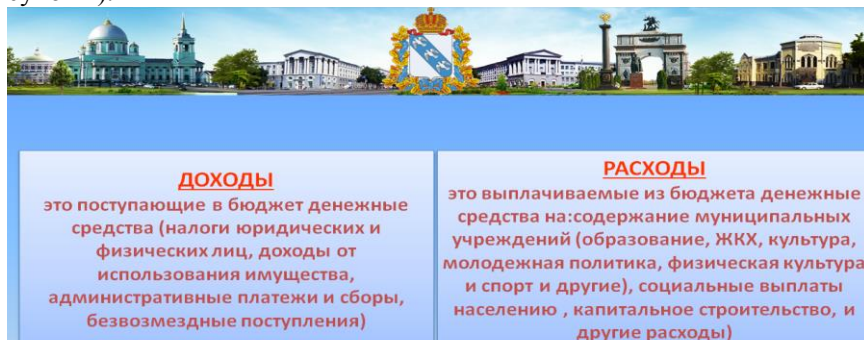 ДОХОДЫ
это поступающие в бюджет денежные
средства (налоги юридических и
физических лиц, доходы от
использования имущества,
административные платежи и сборы,
безвозмездные поступления)
РАСХОДЫ
это выплачиваемые из бюджета денежные
средства на:содержание муниципальных
учреждений (образование, ЖКХ, культура,
молодежная политика, физическая культура
и спорт и другие), социальные выплаты
населению , капитальное строительство, и
другие расходы)